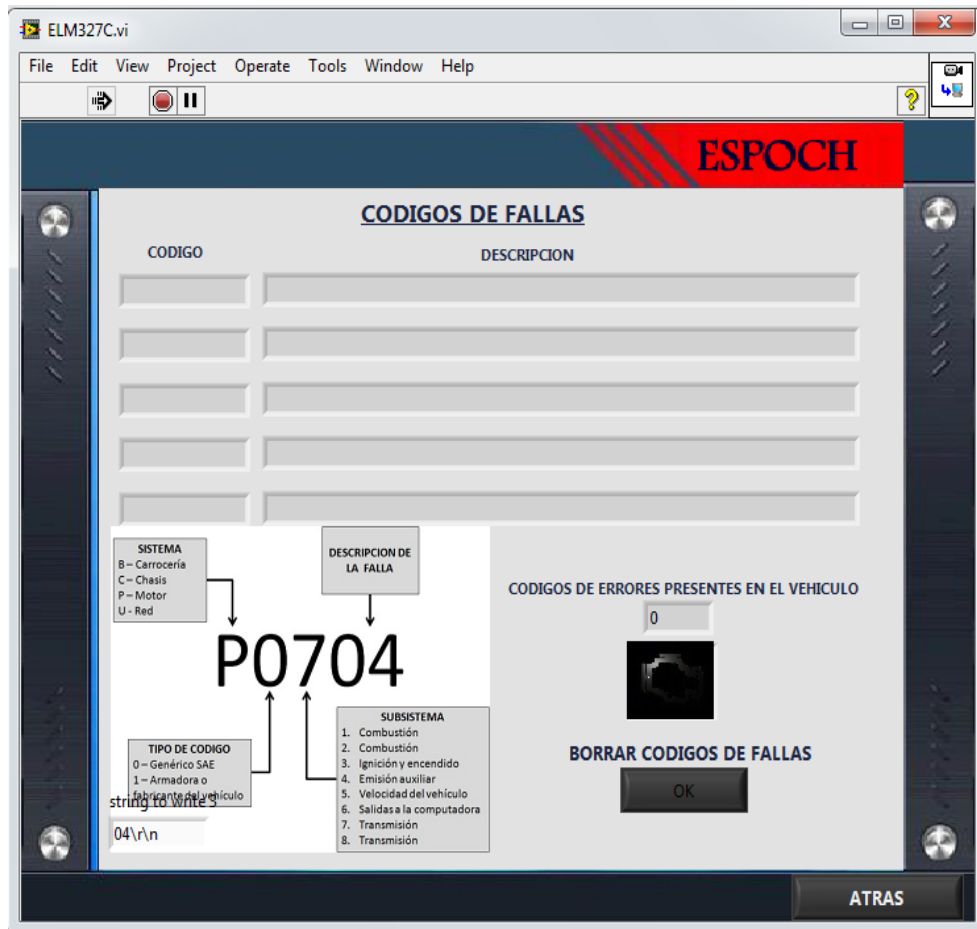 ELM327C.vi
File Edit View Project Operate Tools Window Help
ESPOCH
CODIGOS DE FALLAS
CODIGO
DESCRIPCION
SISTEMA
B – Carrocería
C – Chasis
P – Motor
U - Red
DESCRIPCION DE
LA FALLA
P0704
TIPO DE CODIGO
0 – Genérico SAE
1 – Armadora o
fabricante del vehículo
SUBSISTEMA
1. Combustión
2. Combustión
3. Ignición y encendido
4. Emisión auxiliar
5. Velocidad del vehículo
6. Salidas a la computadora
7. Transmisión
8. Transmisión
string to write 3
04\r\n
CODIGOS DE ERRORES PRESENTES EN EL VEHICULO
0
BORRAR CODIGOS DE FALLAS
OK
ATRAS